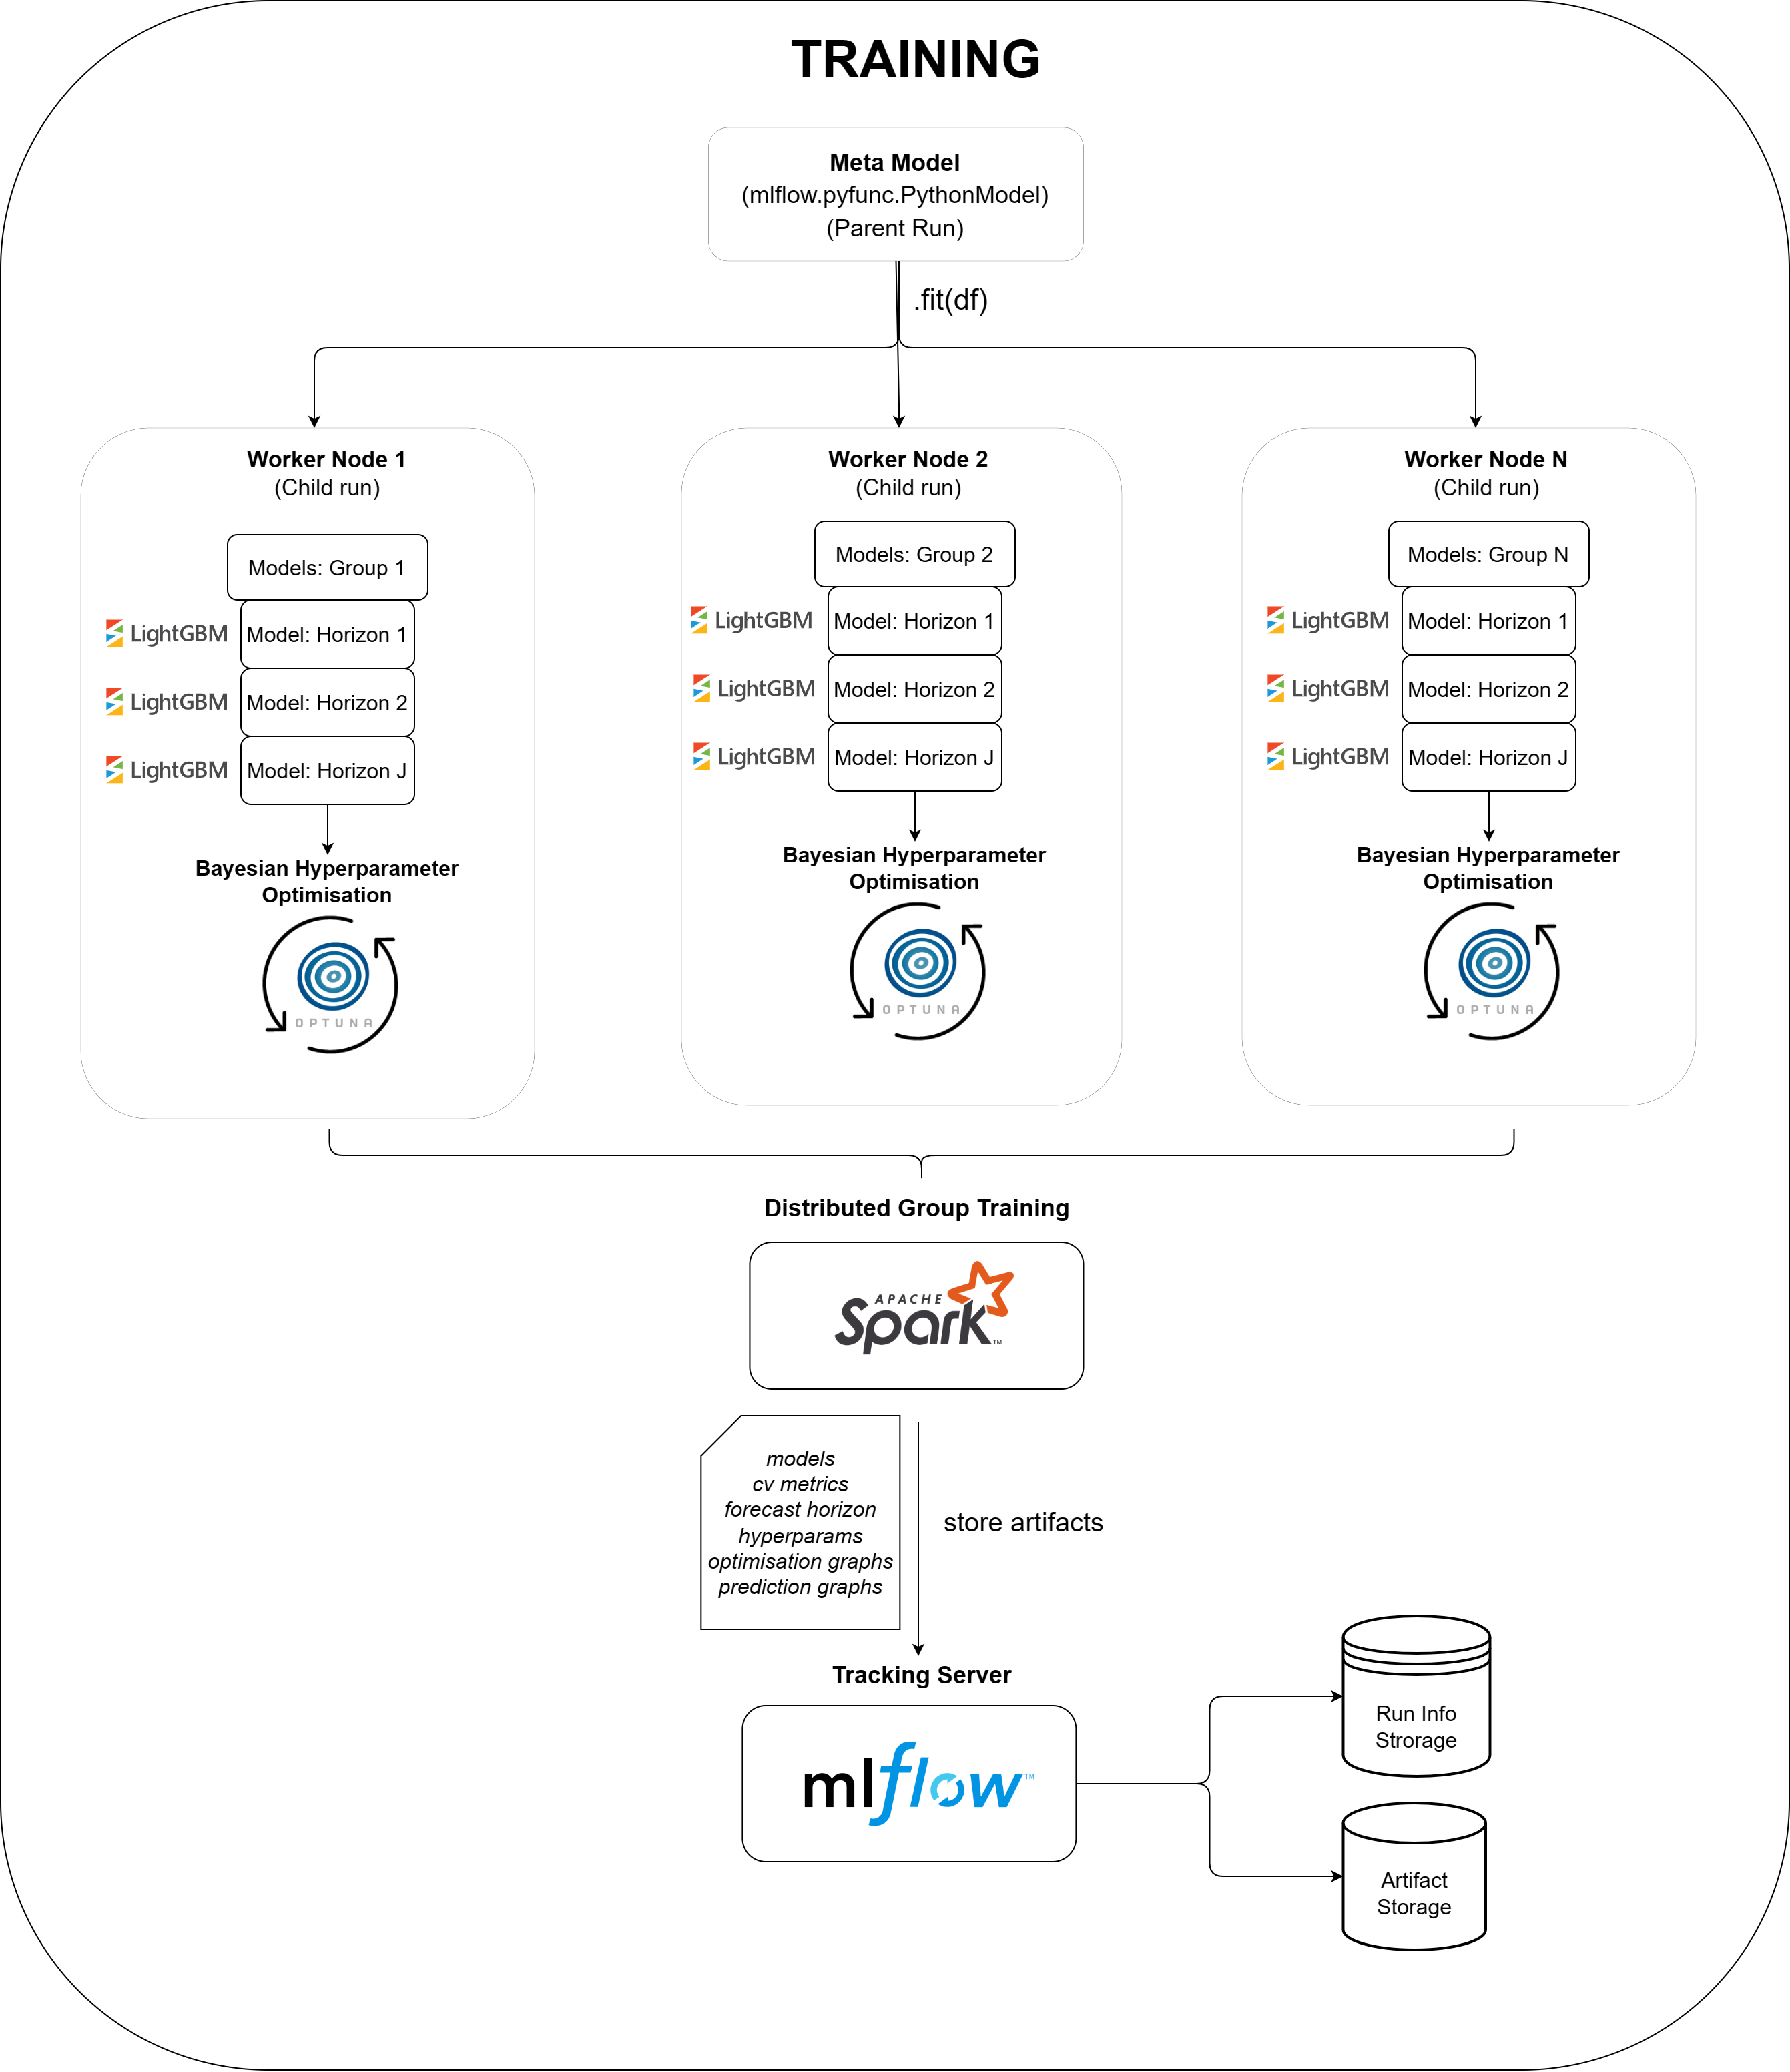 TRAINING
Meta Model
(mlflow.pyfunc.PythonModel)
(Parent Run)
.fit(df)
Worker Node 1
(Child run)
Models: Group 1
LightGBM
Model: Horizon 1
LightGBM
Model: Horizon 2
LightGBM
Model: Horizon J
Bayesian Hyperparameter
Optimisation
OPTUNA
Worker Node 2
(Child run)
Models: Group 2
LightGBM
Model: Horizon 1
LightGBM
Model: Horizon 2
LightGBM
Model: Horizon J
Bayesian Hyperparameter
Optimisation
OPTUNA
Worker Node N
(Child run)
Models: Group N
LightGBM
Model: Horizon 1
LightGBM
Model: Horizon 2
LightGBM
Model: Horizon J
Bayesian Hyperparameter
Optimisation
OPTUNA
Distributed Group Training
APACHE
Spark™
models
cv metrics
forecast horizon
hyperparams
optimisation graphs
prediction graphs
store artifacts
Tracking Server
mlflow™
Run Info
Strorage
Artifact
Storage